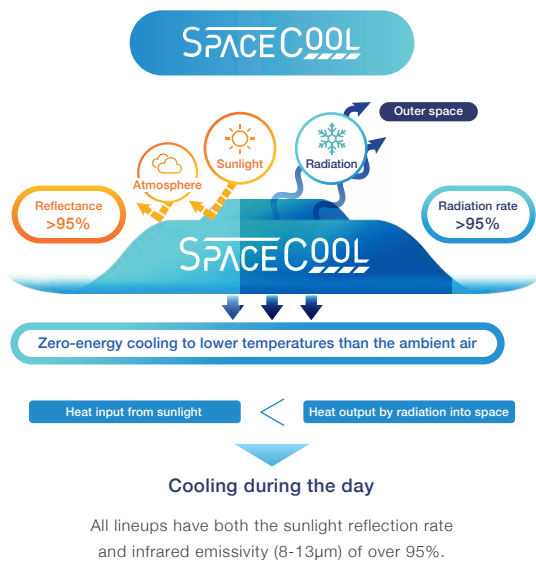 SPACECOOL
Outer space
Sunlight
Radiation
Atmosphere
Reflectance
>95%
Radiation rate
>95%
SPACECOOL
Zero-energy cooling to lower temperatures than the ambient air
Heat input from sunlight < Heat output by radiation into space
Cooling during the day
All lineups have both the sunlight reflection rate
and infrared emissivity (8-13μm) of over 95%.